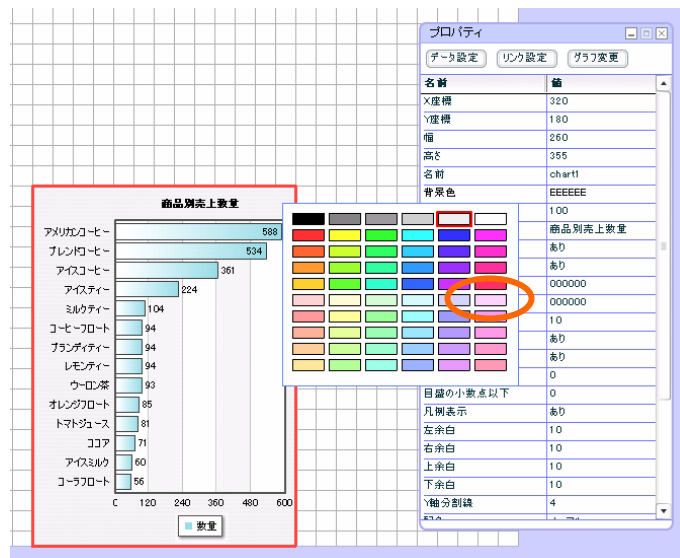 プロパティ
データ設定 リンク設定 グラフ変更
名前 値
X座標 320
Y座標 180
幅 260
高さ 355
名前 chart1
背景色 EEEEEE
100
商品別売上数量
あり
あり
000000
000000
10
あり
あり
0
目盛の小数点以下 0
凡例表示 あり
左余白 10
右余白 10
上余白 10
下余白 10
Y軸分割線 4
商品別売上数量
アメリカンコーヒー 588
ブレンドコーヒー 534
アイスコーヒー 361
アイスティー 224
ミルクティー 104
コーヒーフロート 94
ブランディティー 94
レモンティー 94
ウーロン茶 93
オレンジフロート 85
トマトジュース 81
ココア 71
アイスミルク 60
コーラフロート 56
0 120 240 360 480 600
数量